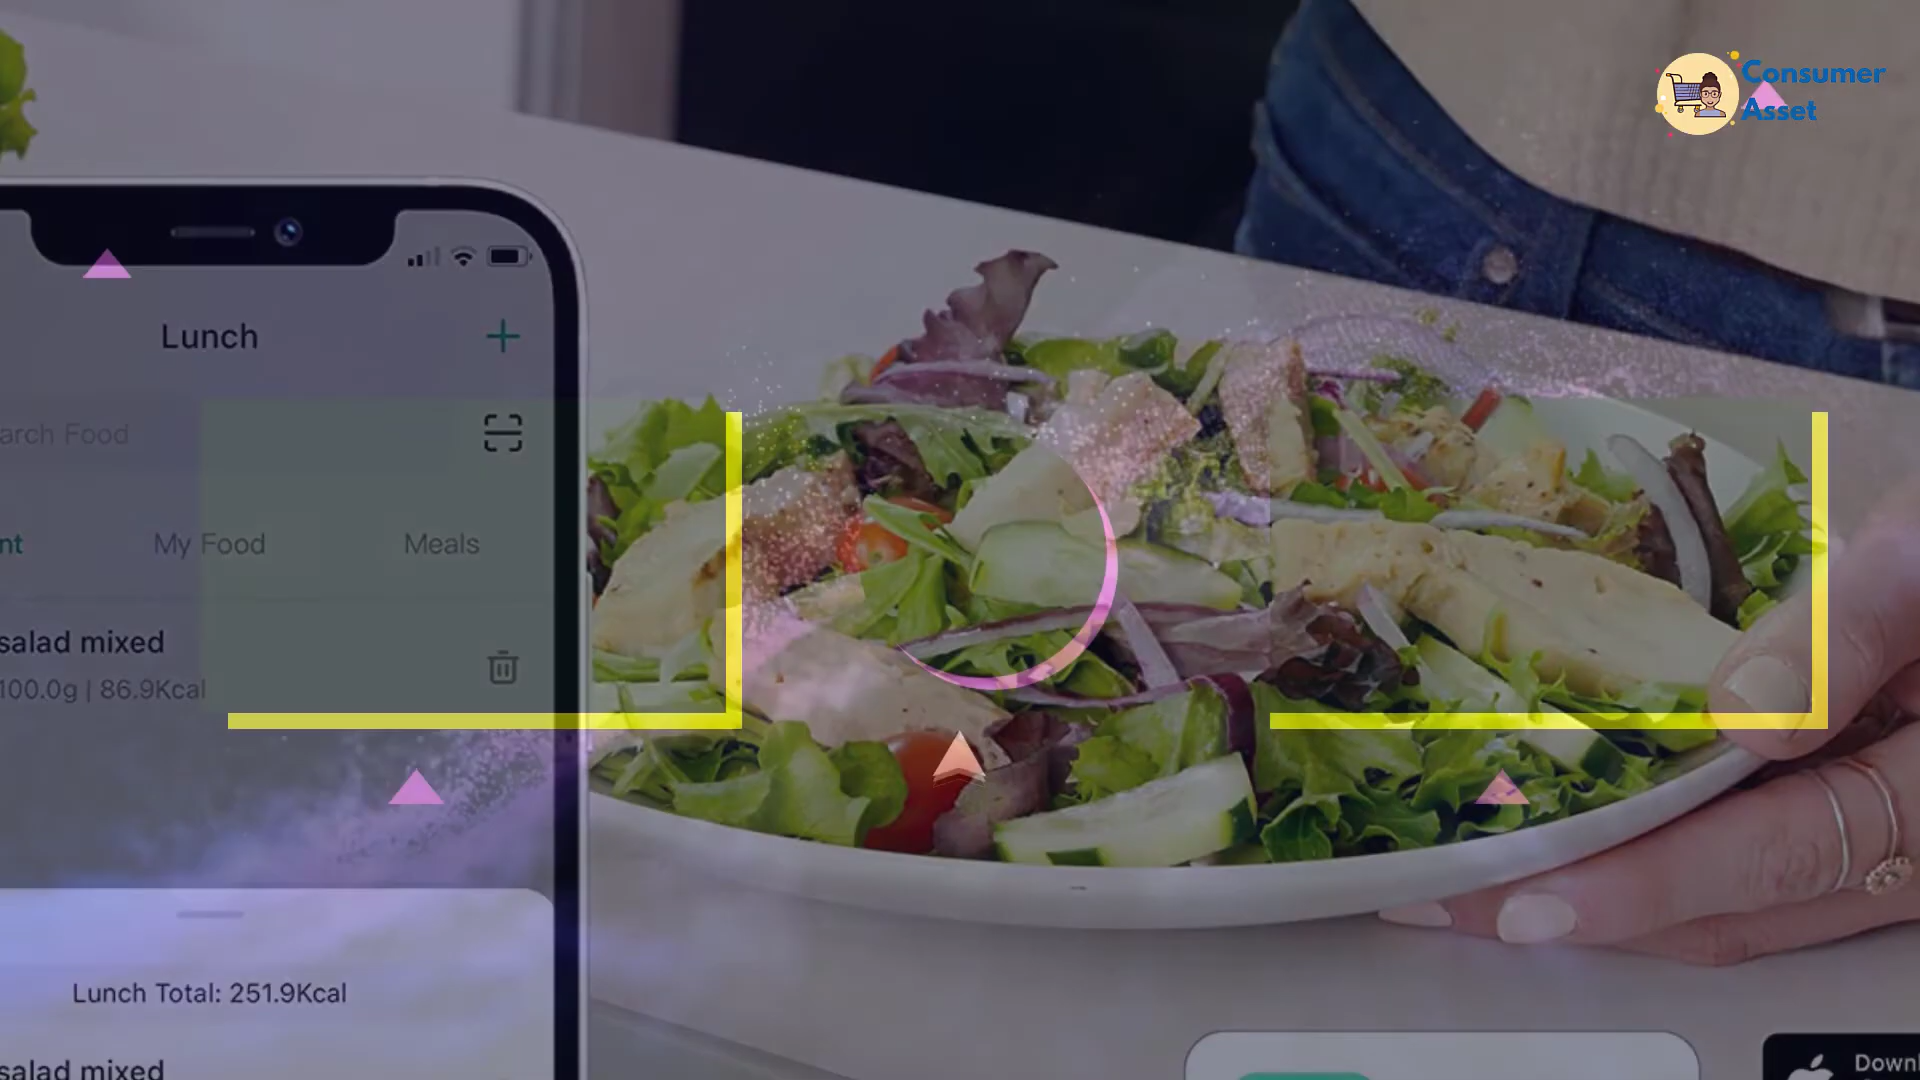 Consumer
Asset
Lunch
arch Food
nt
My Food
Meals
salad mixed
100.0g | 86.9Kcal
Lunch Total: 251.9Kcal
salad mixed
Downl